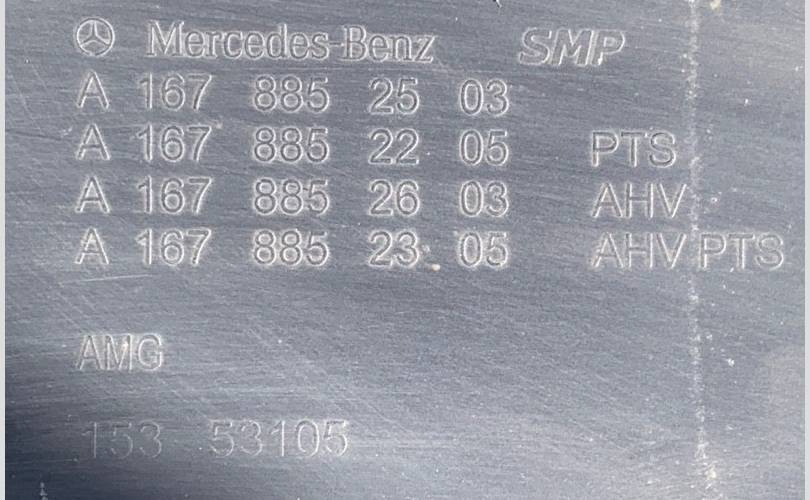 Mercedes-Benz SMP
A 167 885 25 03
A 167 885 22 05 PTS
A 167 885 26 03 AHV
A 167 885 23 05 AHV PTS
AMG
153 53105